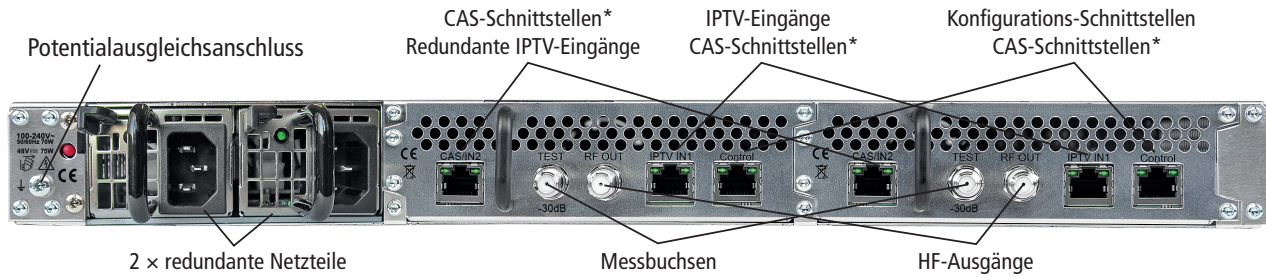 CAS-Schnittstellen*
Redundante IPTV-Eingänge
IPTV-Eingänge
CAS-Schnittstellen*
Konfigurations-Schnittstellen
CAS-Schnittstellen*
Potentialausgleichsanschluss
100-240V~
50/60Hz 70W
48V⎓ 75W
CE
CE
CAS/IN2
TEST
RF OUT
IPTV IN1
Control
-30dB
CE
CAS/IN2
TEST
RF OUT
IPTV IN1
Control
-30dB
2 × redundante Netzteile
Messbuchsen
HF-Ausgänge